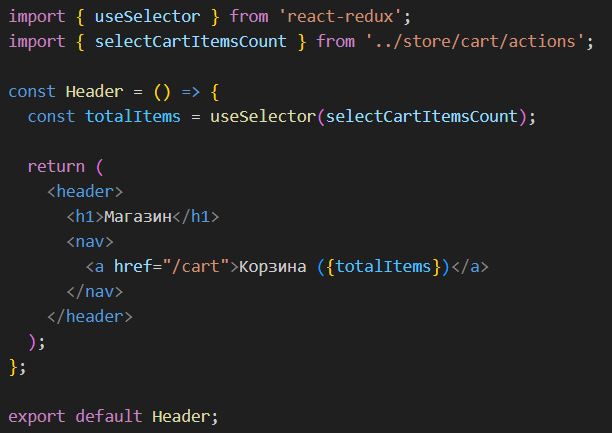 import { useSelector } from 'react-redux';
import { selectCartItemsCount } from '../store/cart/actions';
const Header = () => {
const totalItems = useSelector(selectCartItemsCount);
return (
<header>
<h1>Магазин</h1>
<nav>
<a href="/cart">Корзина ({totalItems})</a>
</nav>
</header>
);
};
export default Header;